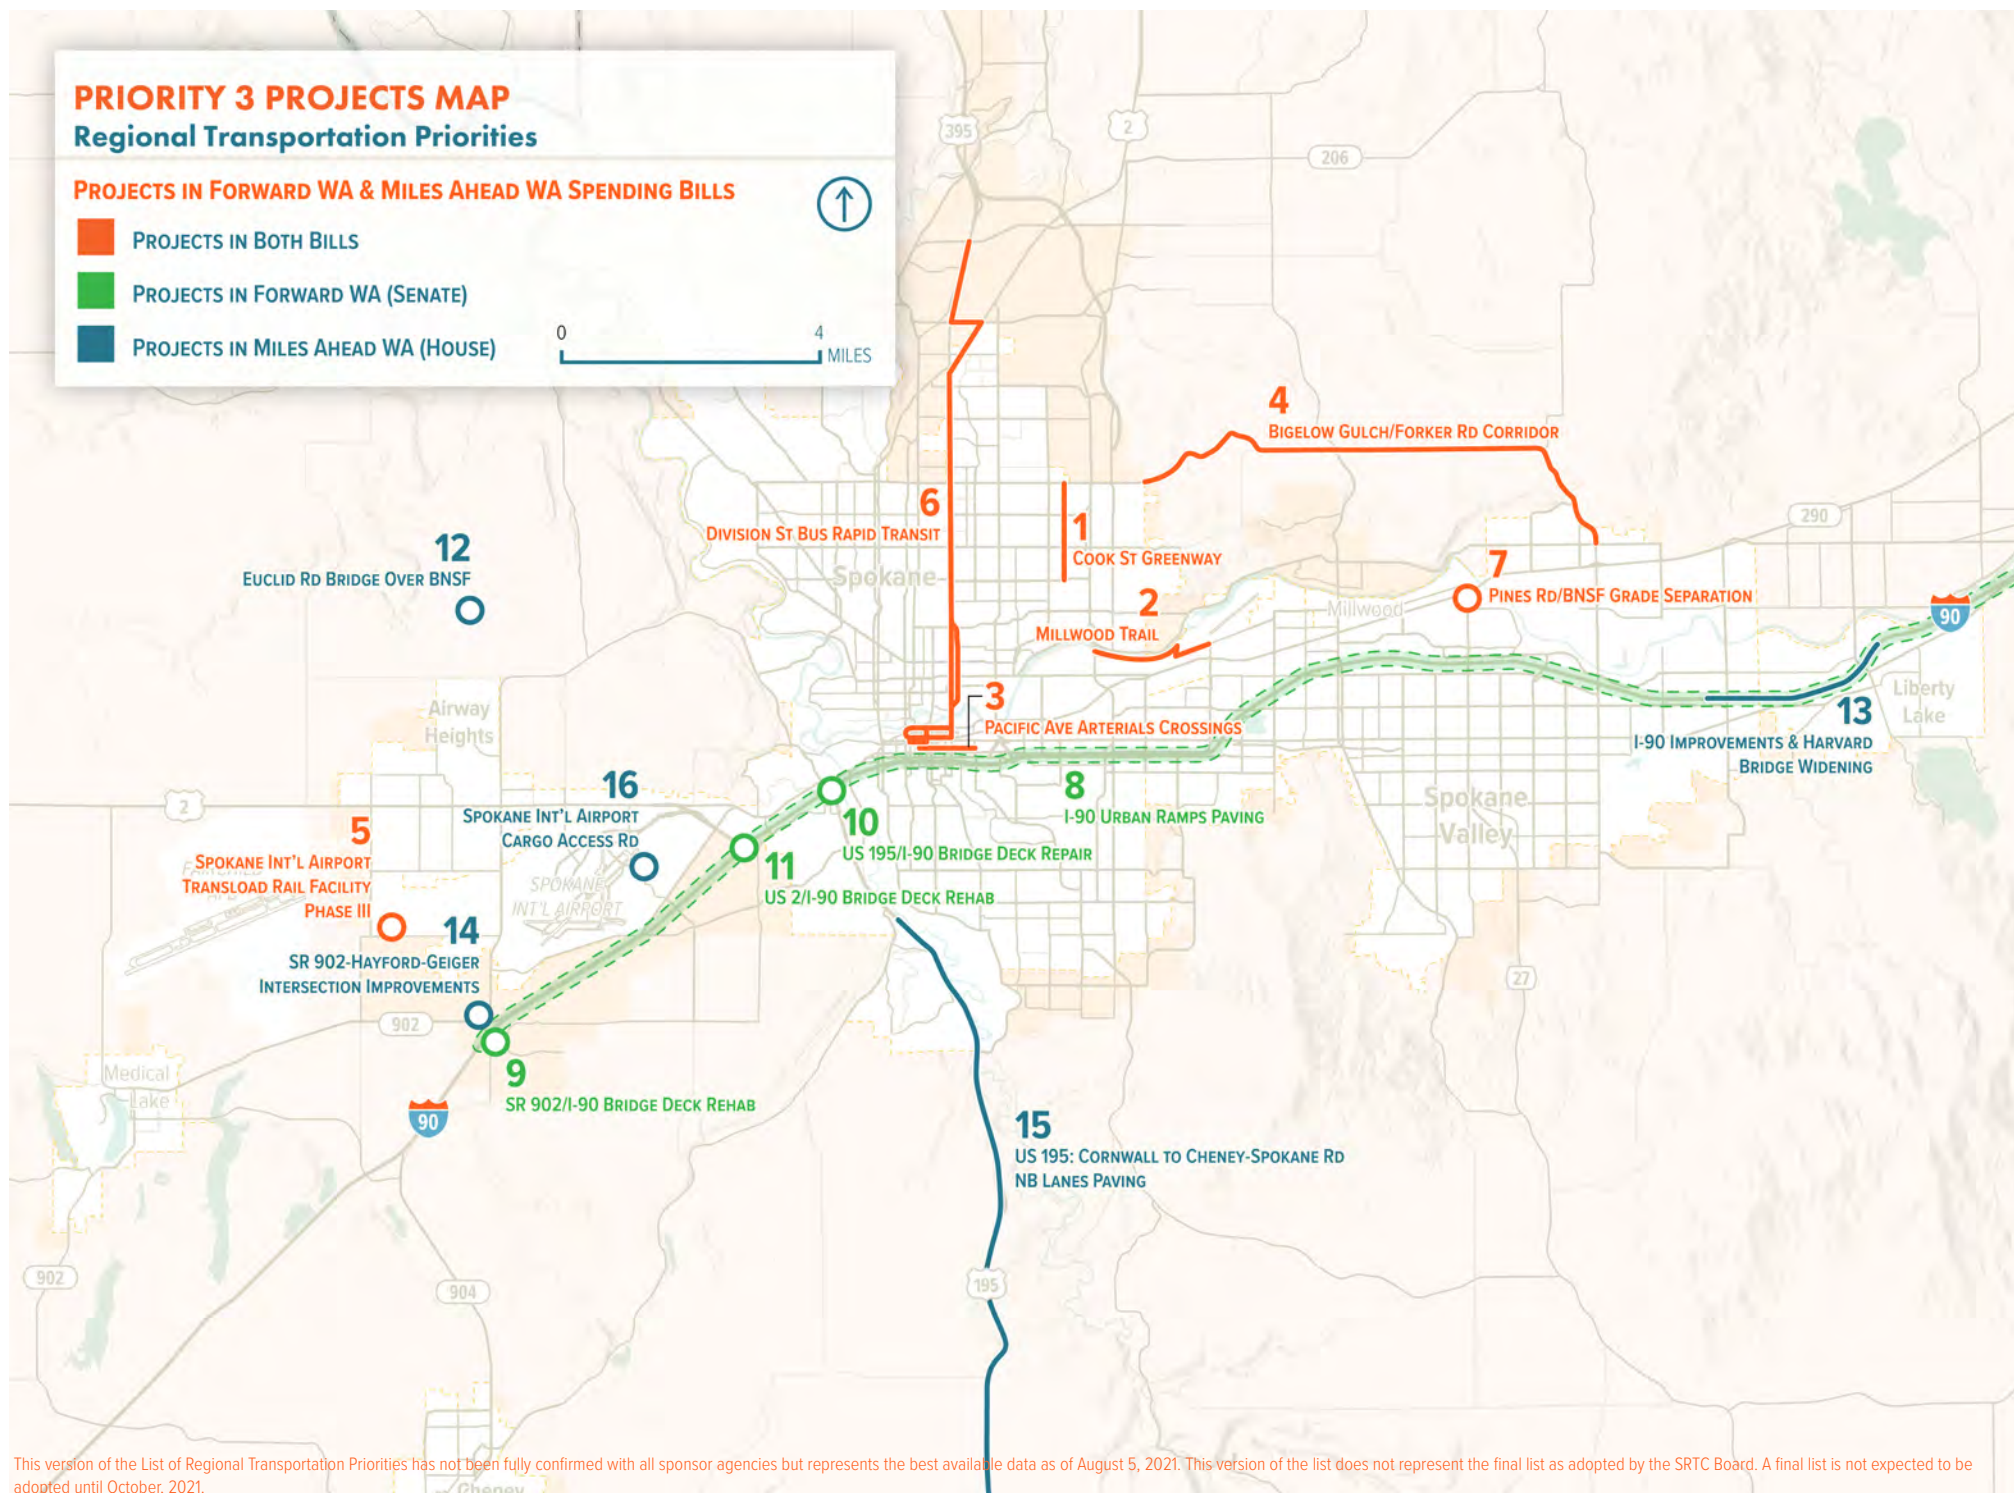 PRIORITY 3 PROJECTS MAP
Regional Transportation Priorities
PROJECTS IN FORWARD WA & MILES AHEAD WA SPENDING BILLS
PROJECTS IN BOTH BILLS
PROJECTS IN FORWARD WA (SENATE)
PROJECTS IN MILES AHEAD WA (HOUSE)
0
4
MILES
395
2
206
4
BIGELOW GULCH/FORKER RD CORRIDOR
6
DIVISION ST BUS RAPID TRANSIT
1
COOK ST GREENWAY
290
12
EUCLID RD BRIDGE OVER BNSF
Spokane
7
PINES RD/BNSF GRADE SEPARATION
2
MILLWOOD TRAIL
Millwood
90
3
PACIFIC AVE ARTERIALS CROSSINGS
Airway
Heights
Liberty
Lake
13
I-90 IMPROVEMENTS & HARVARD
BRIDGE WIDENING
16
SPOKANE INT'L AIRPORT
CARGO ACCESS RD
8
I-90 URBAN RAMPS PAVING
Spokane
Valley
2
5
SPOKANE INT'L AIRPORT
TRANSLOAD RAIL FACILITY
PHASE III
10
US 195/I-90 BRIDGE DECK REPAIR
11
US 2/I-90 BRIDGE DECK REHAB
SPOKANE
INT'L AIRPORT
14
SR 902-HAYFORD-GEIGER
INTERSECTION IMPROVEMENTS
27
902
Medical
Lake
9
SR 902/I-90 BRIDGE DECK REHAB
90
15
US 195: CORNWALL TO CHENEY-SPOKANE RD
NB LANES PAVING
902
904
195
This version of the List of Regional Transportation Priorities has not been fully confirmed with all sponsor agencies but represents the best available data as of August 5, 2021. This version of the list does not represent the final list as adopted by the SRTC Board. A final list is not expected to be
adopted until October, 2021.
Cheney